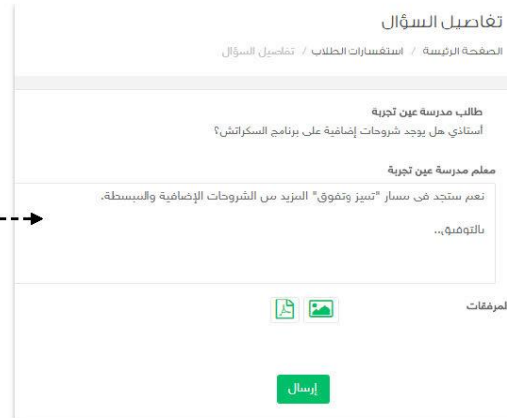 تفاصيل السؤال
الصفحة الرئيسة / استفسارات الطلاب / تفاصيل السؤال
طالب مدرسة عين تجربة
أستاذي هل يوجد شروحات إضافية على برنامج السكراتش؟
معلم مدرسة عين تجربة
نعم ستجد في مسار "تميز وتفوق" المزيد من الشروحات الإضافية والمبسطة.
بالتوفيق..
المرفقات
إرسال